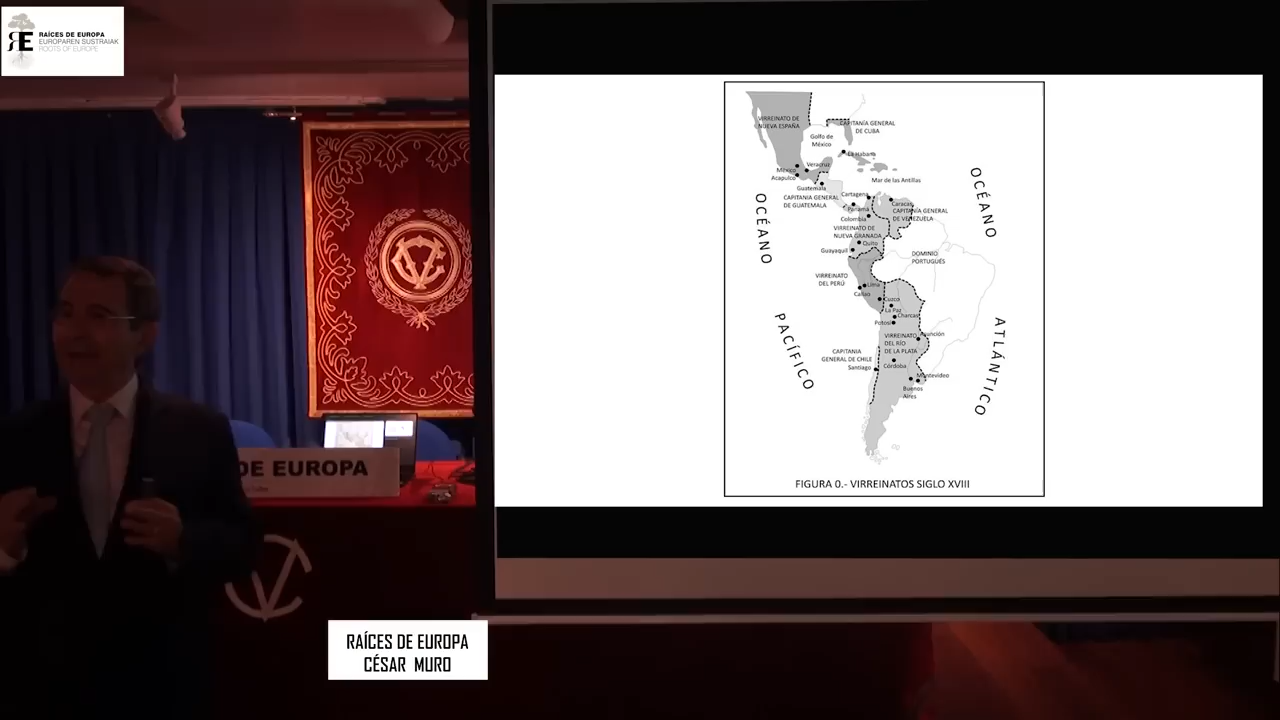 RAÍCES DE EUROPA
EUROPAREN SUSTRAIAK
ROOTS OF EUROPE
VIRREINATO DE
NUEVA ESPAÑA
CAPITANÍA GENERAL
DE CUBA
Golfo de
México
La Habana
México
Veracruz
Acapulco
Mar de las Antillas
Guatemala
CAPITANIA GENERAL
DE GUATEMALA
Cartagena
Caracas
Panamá
CAPITANÍA GENERAL
DE VENEZUELA
Colombia
VIRREINATO DE
NUEVA GRANADA
Quito
Guayaquil
DOMINIO
PORTUGUÉS
VIRREINATO
DEL PERÚ
Lima
Callao
Cuzco
La Paz
Charcas
Potosí
Asunción
VIRREINATO
DEL RÍO
DE LA PLATA
CAPITANIA
GENERAL DE CHILE
Santiago
Córdoba
Montevideo
Buenos
Aires
OCÉANO
PACÍFICO
OCÉANO
ATLÁNTICO
FIGURA 0.- VIRREINATOS SIGLO XVIII
DE EUROPA
RAÍCES DE EUROPA
CÉSAR MURO